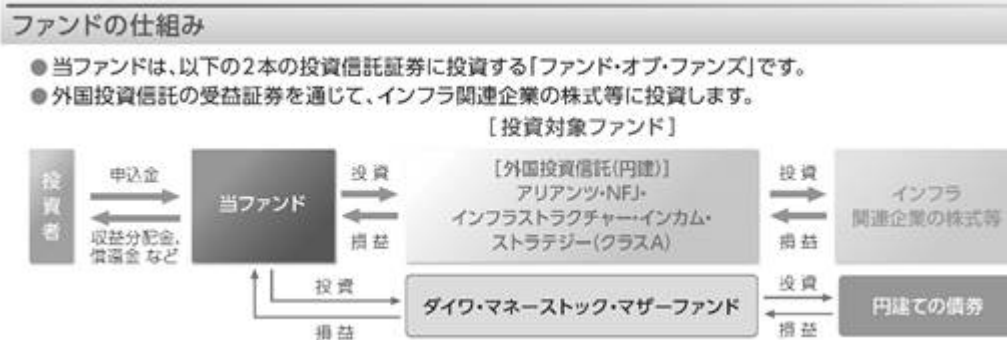 ファンドの仕組み
●当ファンドは、以下の2本の投資信託証券に投資する「ファンド・オブ・ファンズ」です。
●外国投資信託の受益証券を通じて、インフラ関連企業の株式等に投資します。
[投資対象ファンド]
投資者
申込金
収益分配金、
償還金 など
当ファンド
投資
損益
[外国投資信託(円建)]
アリアンツ・NFJ・
インフラストラクチャー・インカム・
ストラテジー(クラスA)
投資
損益
インフラ
関連企業の株式等
投資
損益
ダイワ・マネーストック・マザーファンド
投資
損益
円建ての債券